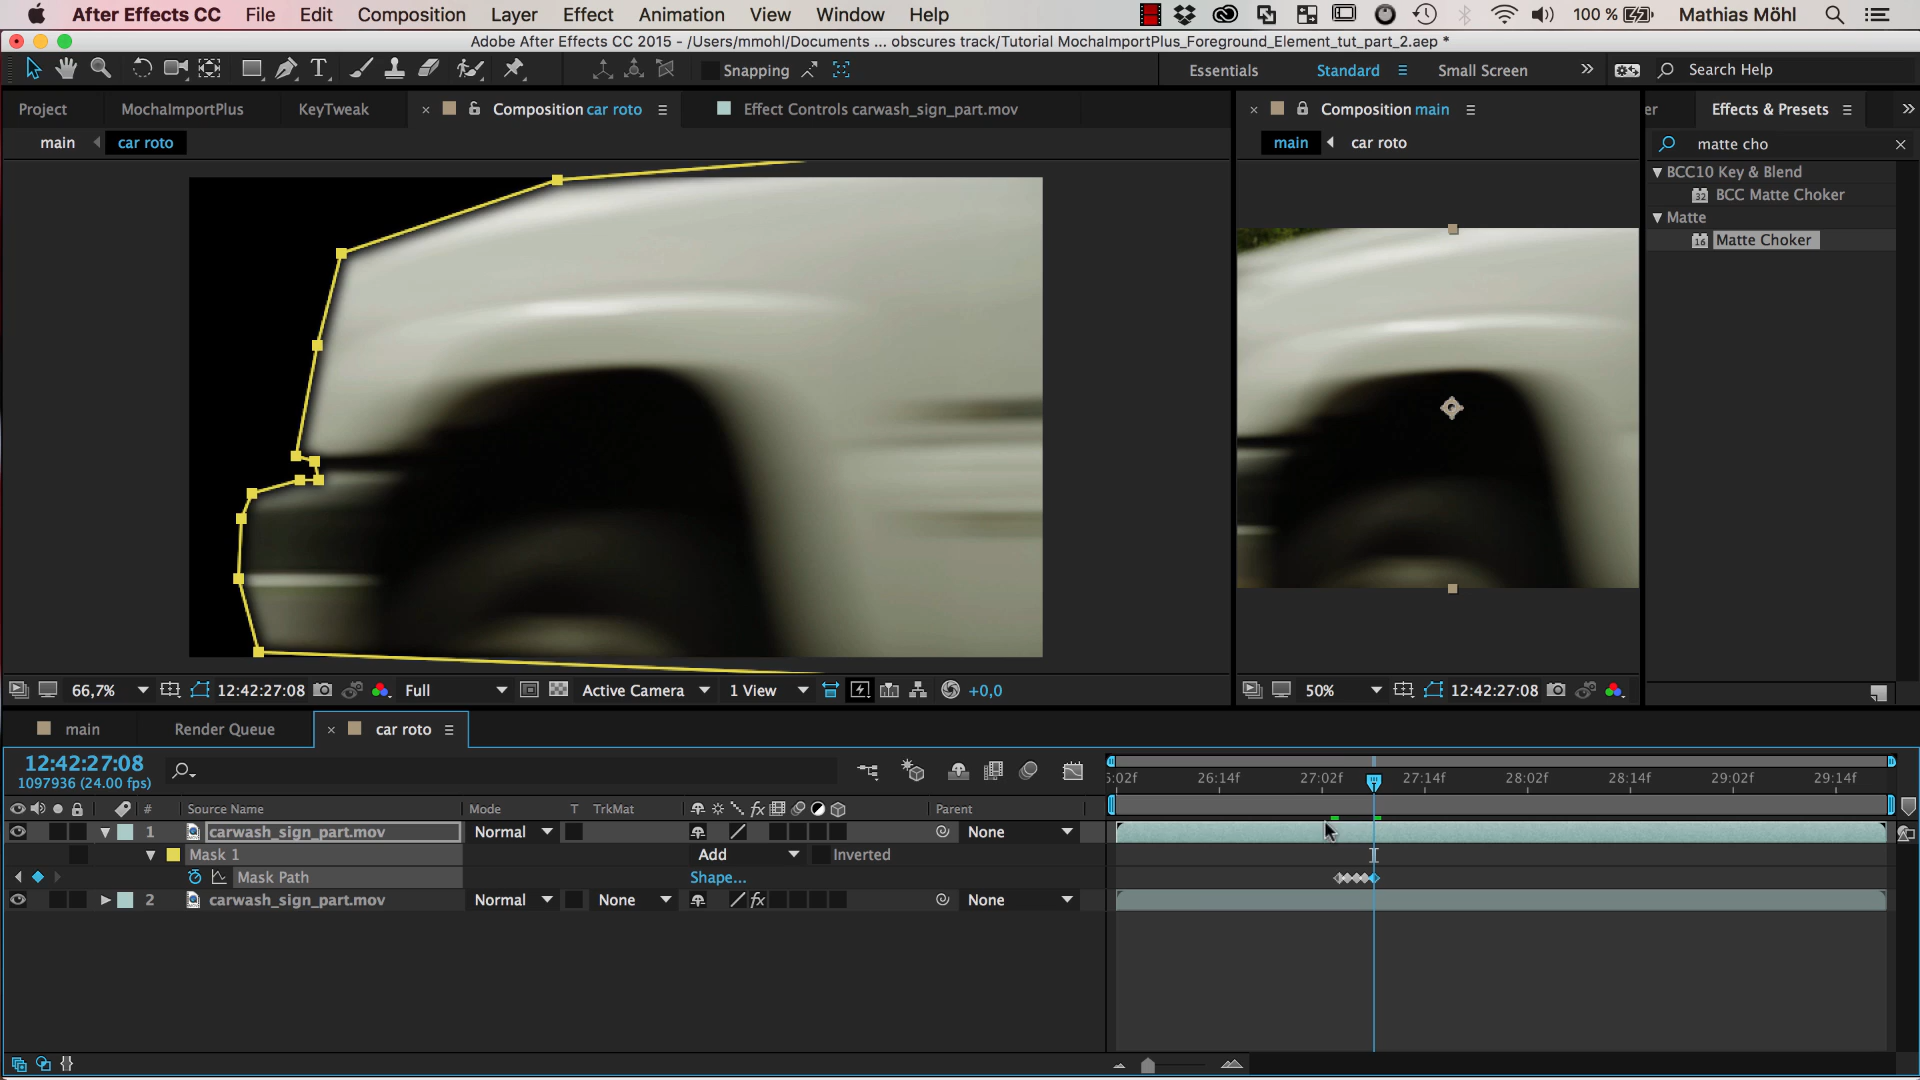 After Effects CC File Edit Composition Layer Effect Animation View Window Help 100 % Mathias Möhl
Adobe After Effects CC 2015 - /Users/mmohl/Documents ... obscures track/Tutorial MochaImportPlus_Foreground_Element_tut_part_2.aep *
T Snapping Essentials Standard Small Screen » Search Help
Project MochaImportPlus KeyTweak × Composition car roto Effect Controls carwash_sign_part.mov × Composition main er Effects & Presets »
main car roto main car roto matte cho ×
BCC10 Key & Blend
32 BCC Matte Choker
Matte
16 Matte Choker
66,7% 12:42:27:08 Full Active Camera 1 View +0,0 50% 12:42:27:08
main Render Queue × car roto
12:42:27:08
1097936 (24.00 fps)
5:02f 26:14f 27:02f 27:14f 28:02f 28:14f 29:02f 29:14f
# Source Name Mode T TrkMat fx Parent
1 carwash_sign_part.mov Normal None
Mask 1 Add Inverted
Mask Path Shape...
2 carwash_sign_part.mov Normal None fx None